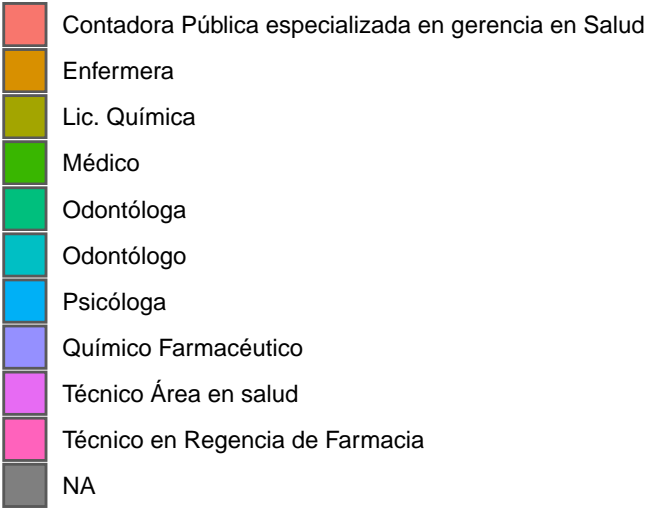 Contadora Pública especializada en gerencia en Salud
Enfermera
Lic. Química
Médico
Odontóloga
Odontólogo
Psicóloga
Químico Farmacéutico
Técnico Área en salud
Técnico en Regencia de Farmacia
NA